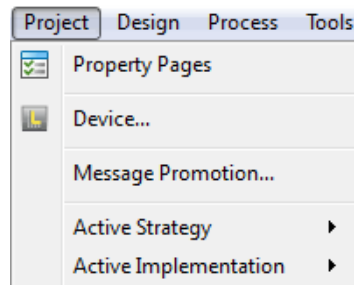 Project Design Process Tools
Property Pages
Device...
Message Promotion...
Active Strategy
Active Implementation